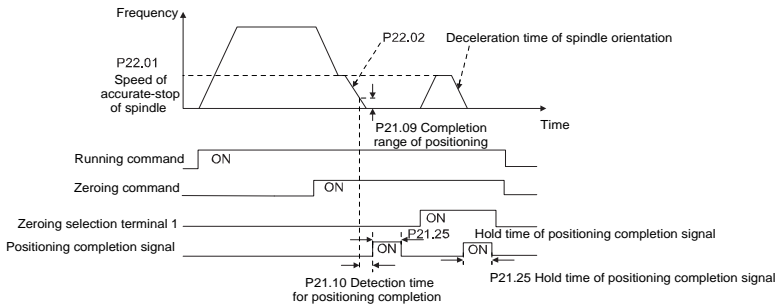 Frequency
P22.02
Deceleration time of spindle orientation
P22.01
Speed of
accurate-stop
of spindle
Time
P21.09 Completion
range of positioning
Running command
ON
Zeroing command
ON
Zeroing selection terminal 1
ON
P21.25
Hold time of positioning completion signal
Positioning completion signal
ON
ON
P21.10 Detection time
for positioning completion
P21.25 Hold time of positioning completion signal